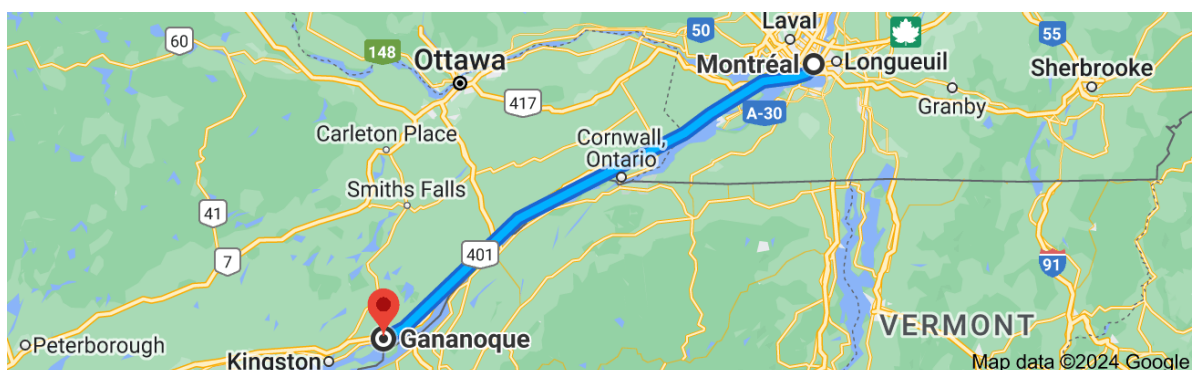 Laval
60
50
55
148
Ottawa
Montréal
Longueuil
Sherbrooke
417
A-30
Granby
Carleton Place
Cornwall,
Ontario
Smiths Falls
41
401
7
91
VERMONT
Gananoque
Peterborough
Kingston
Map data ©2024 Google